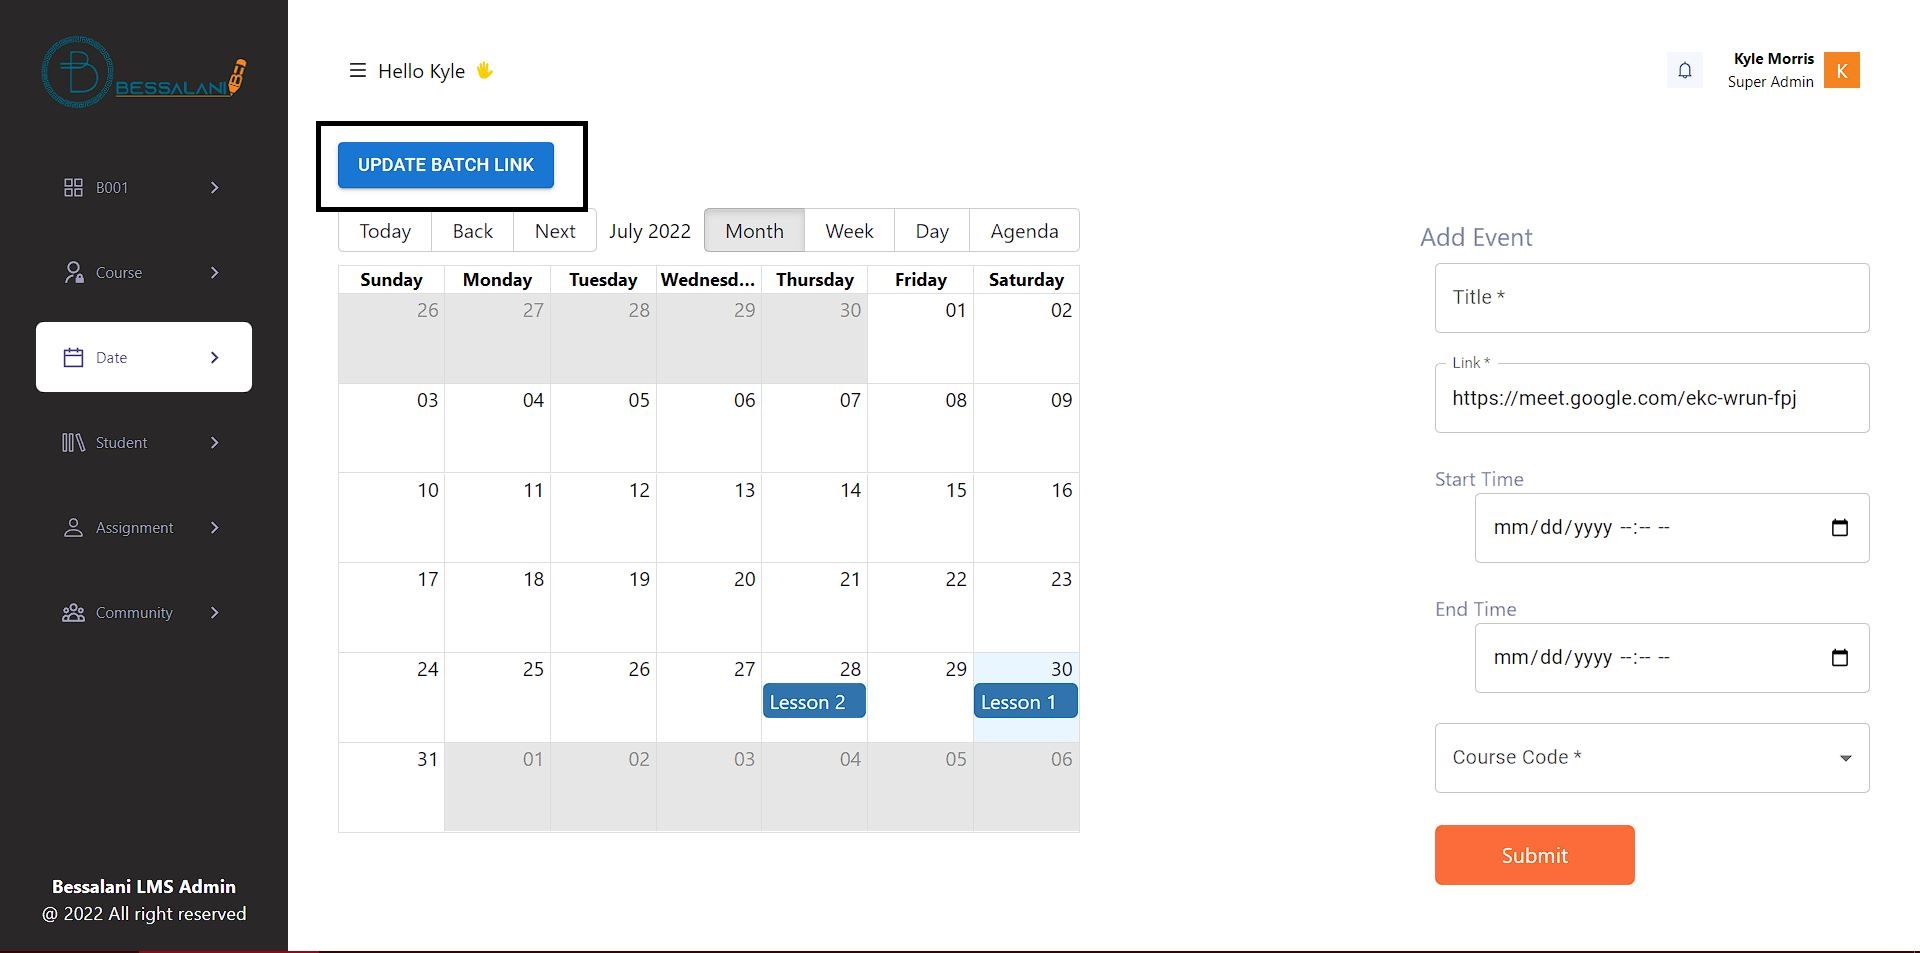 BESSALANI
Hello Kyle
Kyle Morris
Super Admin
K
B001
Course
Date
Student
Assignment
Community
Bessalani LMS Admin
@ 2022 All right reserved
UPDATE BATCH LINK
Today Back Next July 2022 Month Week Day Agenda
Sunday Monday Tuesday Wednesd... Thursday Friday Saturday
26 27 28 29 30 01 02
03 04 05 06 07 08 09
10 11 12 13 14 15 16
17 18 19 20 21 22 23
24 25 26 27 28 29 30
Lesson 2 Lesson 1
31 01 02 03 04 05 06
Add Event
Title *
Link *
https://meet.google.com/ekc-wrun-fpj
Start Time
mm/dd/yyyy --:-- --
End Time
mm/dd/yyyy --:-- --
Course Code *
Submit